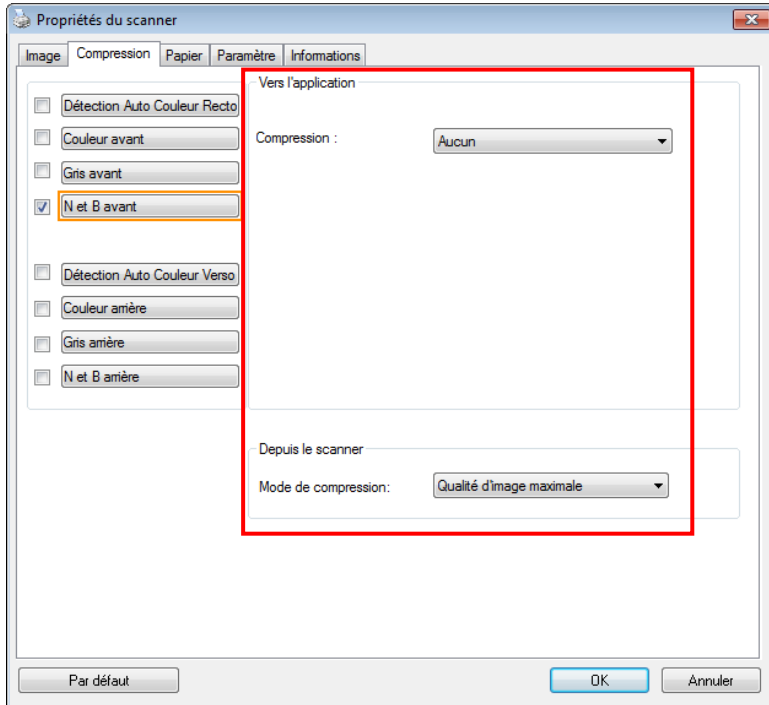 Propriétés du scanner
Image Compression Papier Paramètre Informations
Vers l'application
Détection Auto Couleur Recto
Couleur avant
Compression : Aucun
Gris avant
N et B avant
Détection Auto Couleur Verso
Couleur arrière
Gris arrière
N et B arrière
Depuis le scanner
Mode de compression: Qualité d'image maximale
Par défaut OK Annuler